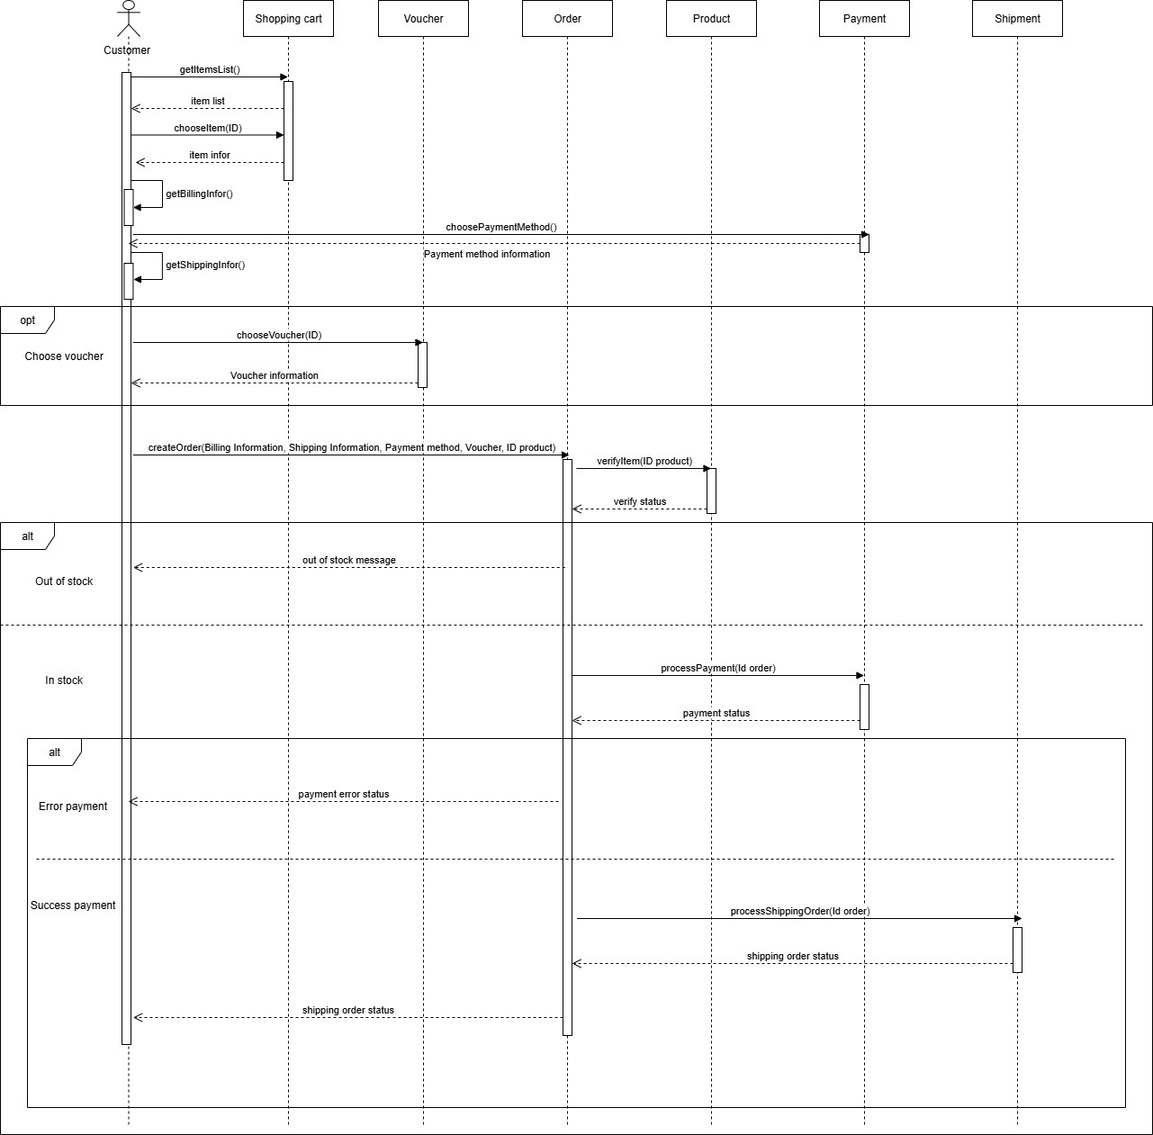 Shopping cart
Voucher
Order
Product
Payment
Shipment
Customer
getItemsList()
item list
chooseItem(ID)
item infor
getBillingInfor()
choosePaymentMethod()
Payment method information
getShippingInfor()
opt
Choose voucher
chooseVoucher(ID)
Voucher information
createOrder(Billing Information, Shipping Information, Payment method, Voucher, ID product)
verifyItem(ID product)
verify status
alt
Out of stock
out of stock message
In stock
processPayment(Id order)
payment status
alt
Error payment
payment error status
Success payment
processShippingOrder(Id order)
shipping order status
shipping order status